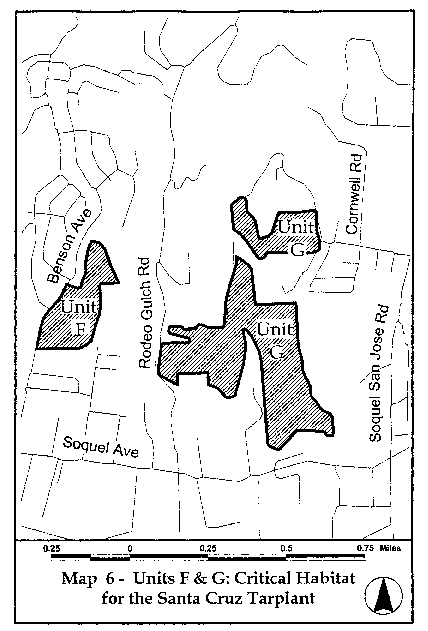 Benson Ave
Unit
F
Rodeo Gulch Rd
Unit
G
Cornwell Rd
Unit
G
Soquel San Jose Rd
Soquel Ave
0.25 0 0.25 0.5 0.75 Miles
Map 6 - Units F & G: Critical Habitat
for the Santa Cruz Tarplant